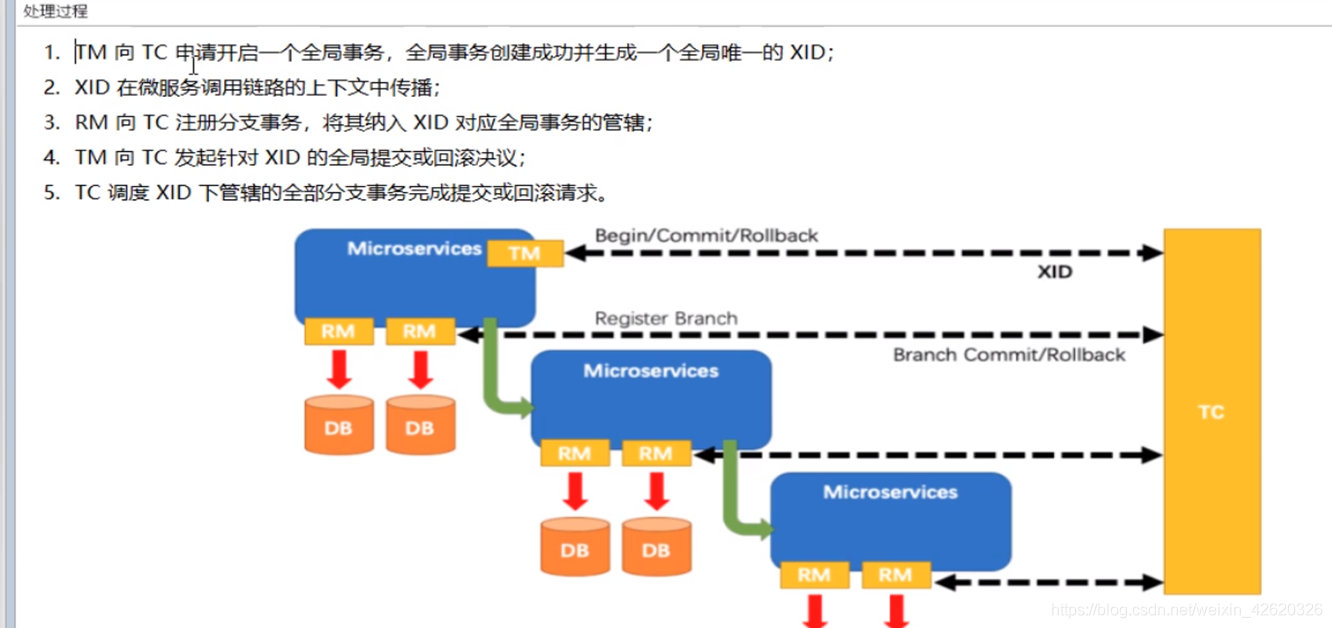 处理过程
1. TM 向 TC 申请开启一个全局事务，全局事务创建成功并生成一个全局唯一的 XID；
2. XID 在微服务调用链路的上下文中传播；
3. RM 向 TC 注册分支事务，将其纳入 XID 对应全局事务的管辖；
4. TM 向 TC 发起针对 XID 的全局提交或回滚决议；
5. TC 调度 XID 下管辖的全部分支事务完成提交或回滚请求。
Begin/Commit/Rollback
Microservices TM
XID
Register Branch
RM RM
Branch Commit/Rollback
Microservices
TC
DB DB
RM RM
Microservices
DB DB
RM RM
https://blog.csdn.net/weixin_42620326